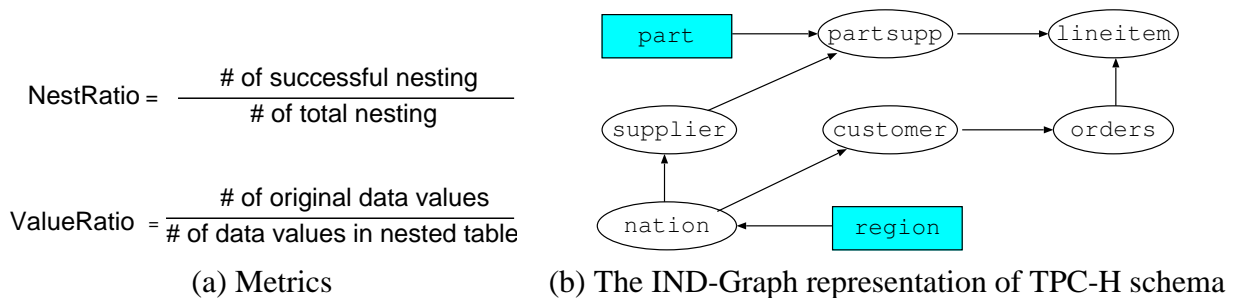 NestRatio = # of successful nesting
# of total nesting
ValueRatio = # of original data values
# of data values in nested table
(a) Metrics
part
partsupp
lineitem
supplier
customer
orders
nation
region
(b) The IND-Graph representation of TPC-H schema